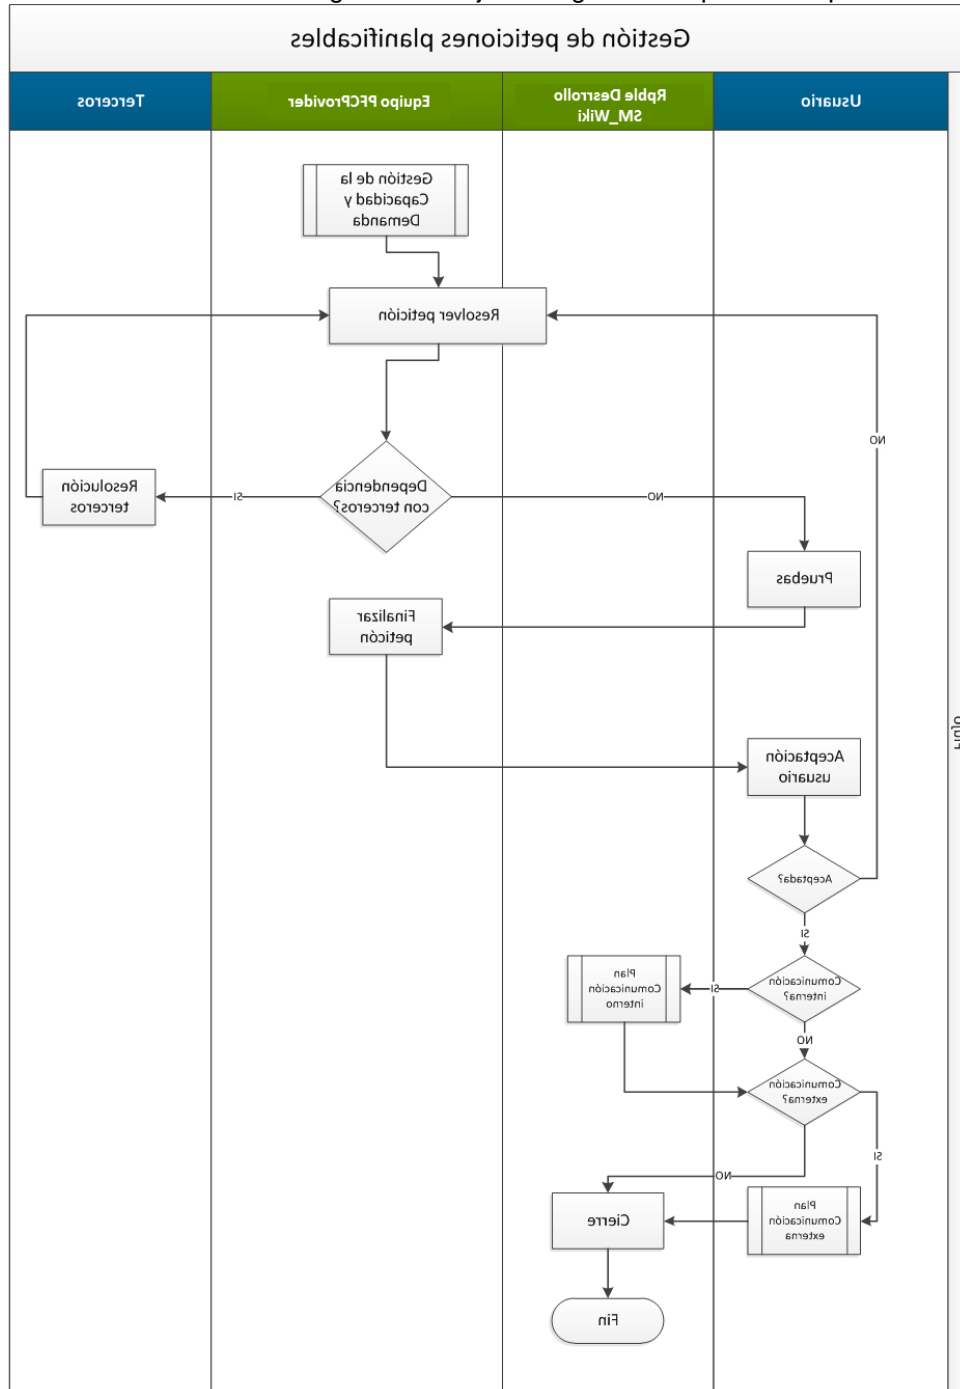 Gestión de peticiones planificables
Usuario
Rpble Desrrollo
SM_Wiki
Equipo PFCProvider
Terceros
Gestión de la
Capacidad y
Demanda
Resolver petición
NO
Dependencia
con terceros?
NO
SI
Resolución
terceros
Pruebas
Finalizar
peticón
Aceptación
usuario
Aceptada?
SI
Comunicación
interna?
SI
Plan
Comunicación
interno
NO
Comunicación
externa?
SI
NO
Plan
Comunicación
externa
Cierre
Fin